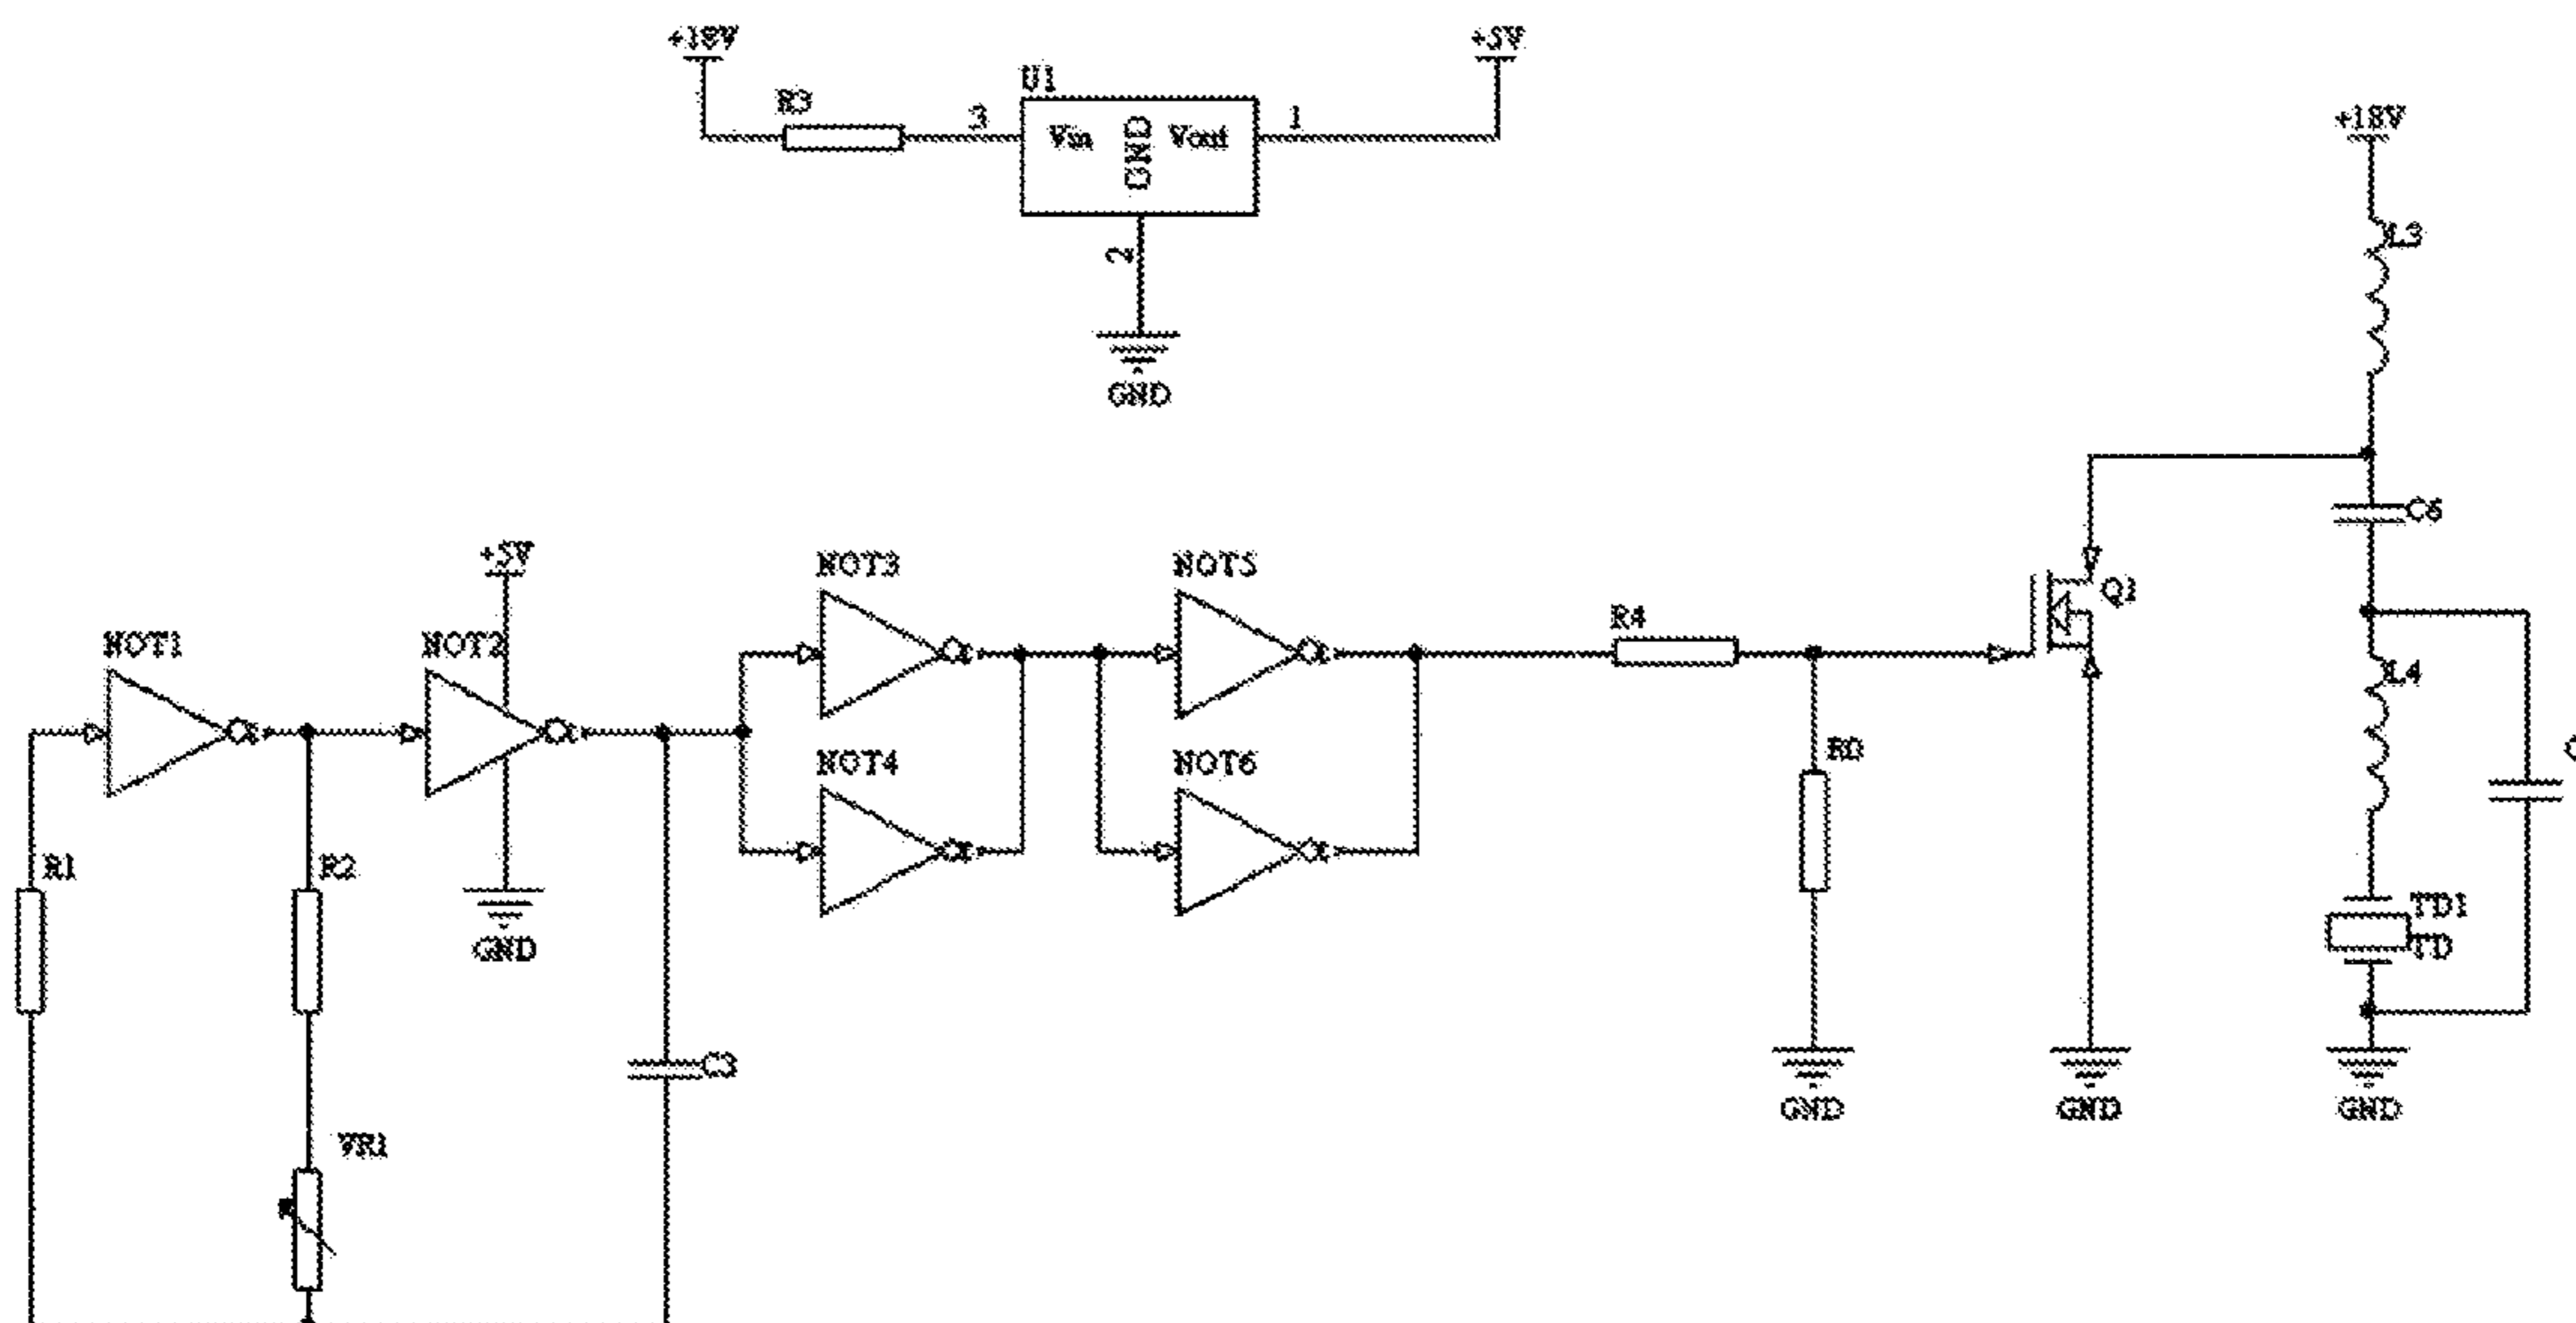 +18V
+5V
U1
R3
3
Vin
GND
Vout
1
+18V
2
L3
GND
C6
+5V
NOT3
NOT5
Q1
NOT1
NOT2
R4
L4
NOT4
NOT6
R1
R2
TD1
TD
GND
C3
GND
GND
GND
VR1